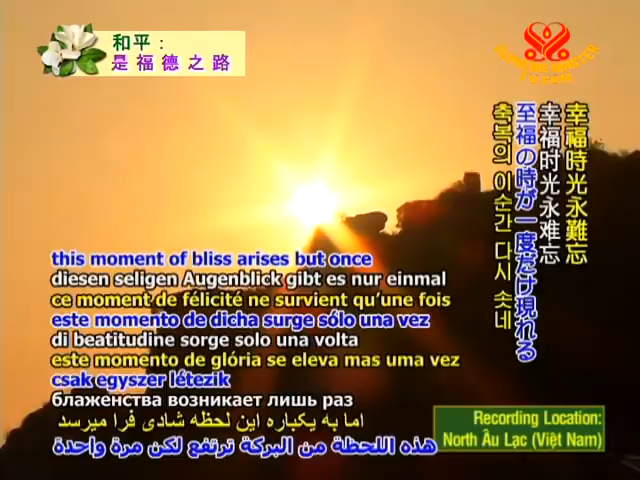 和平：
是福德之路
SUPREME MASTER
TV.COM
幸福時光永難忘
幸福时光永难忘
至福の時が一度だけ現れる
축복의 이순간 다시 솟네
this moment of bliss arises but once
diesen seligen Augenblick gibt es nur einmal
ce moment de félicité ne survient qu’une fois
este momento de dicha surge sólo una vez
di beatitudine sorge solo una volta
este momento de glória se eleva mas uma vez
csak egyszer létezik
блаженства возникает лишь раз
اما به یکباره این لحظه شادی فرا میرسد
هذه اللحظة من البركة ترتفع لكن مرة واحدة
Recording Location:
North Âu Lạc (Việt Nam)